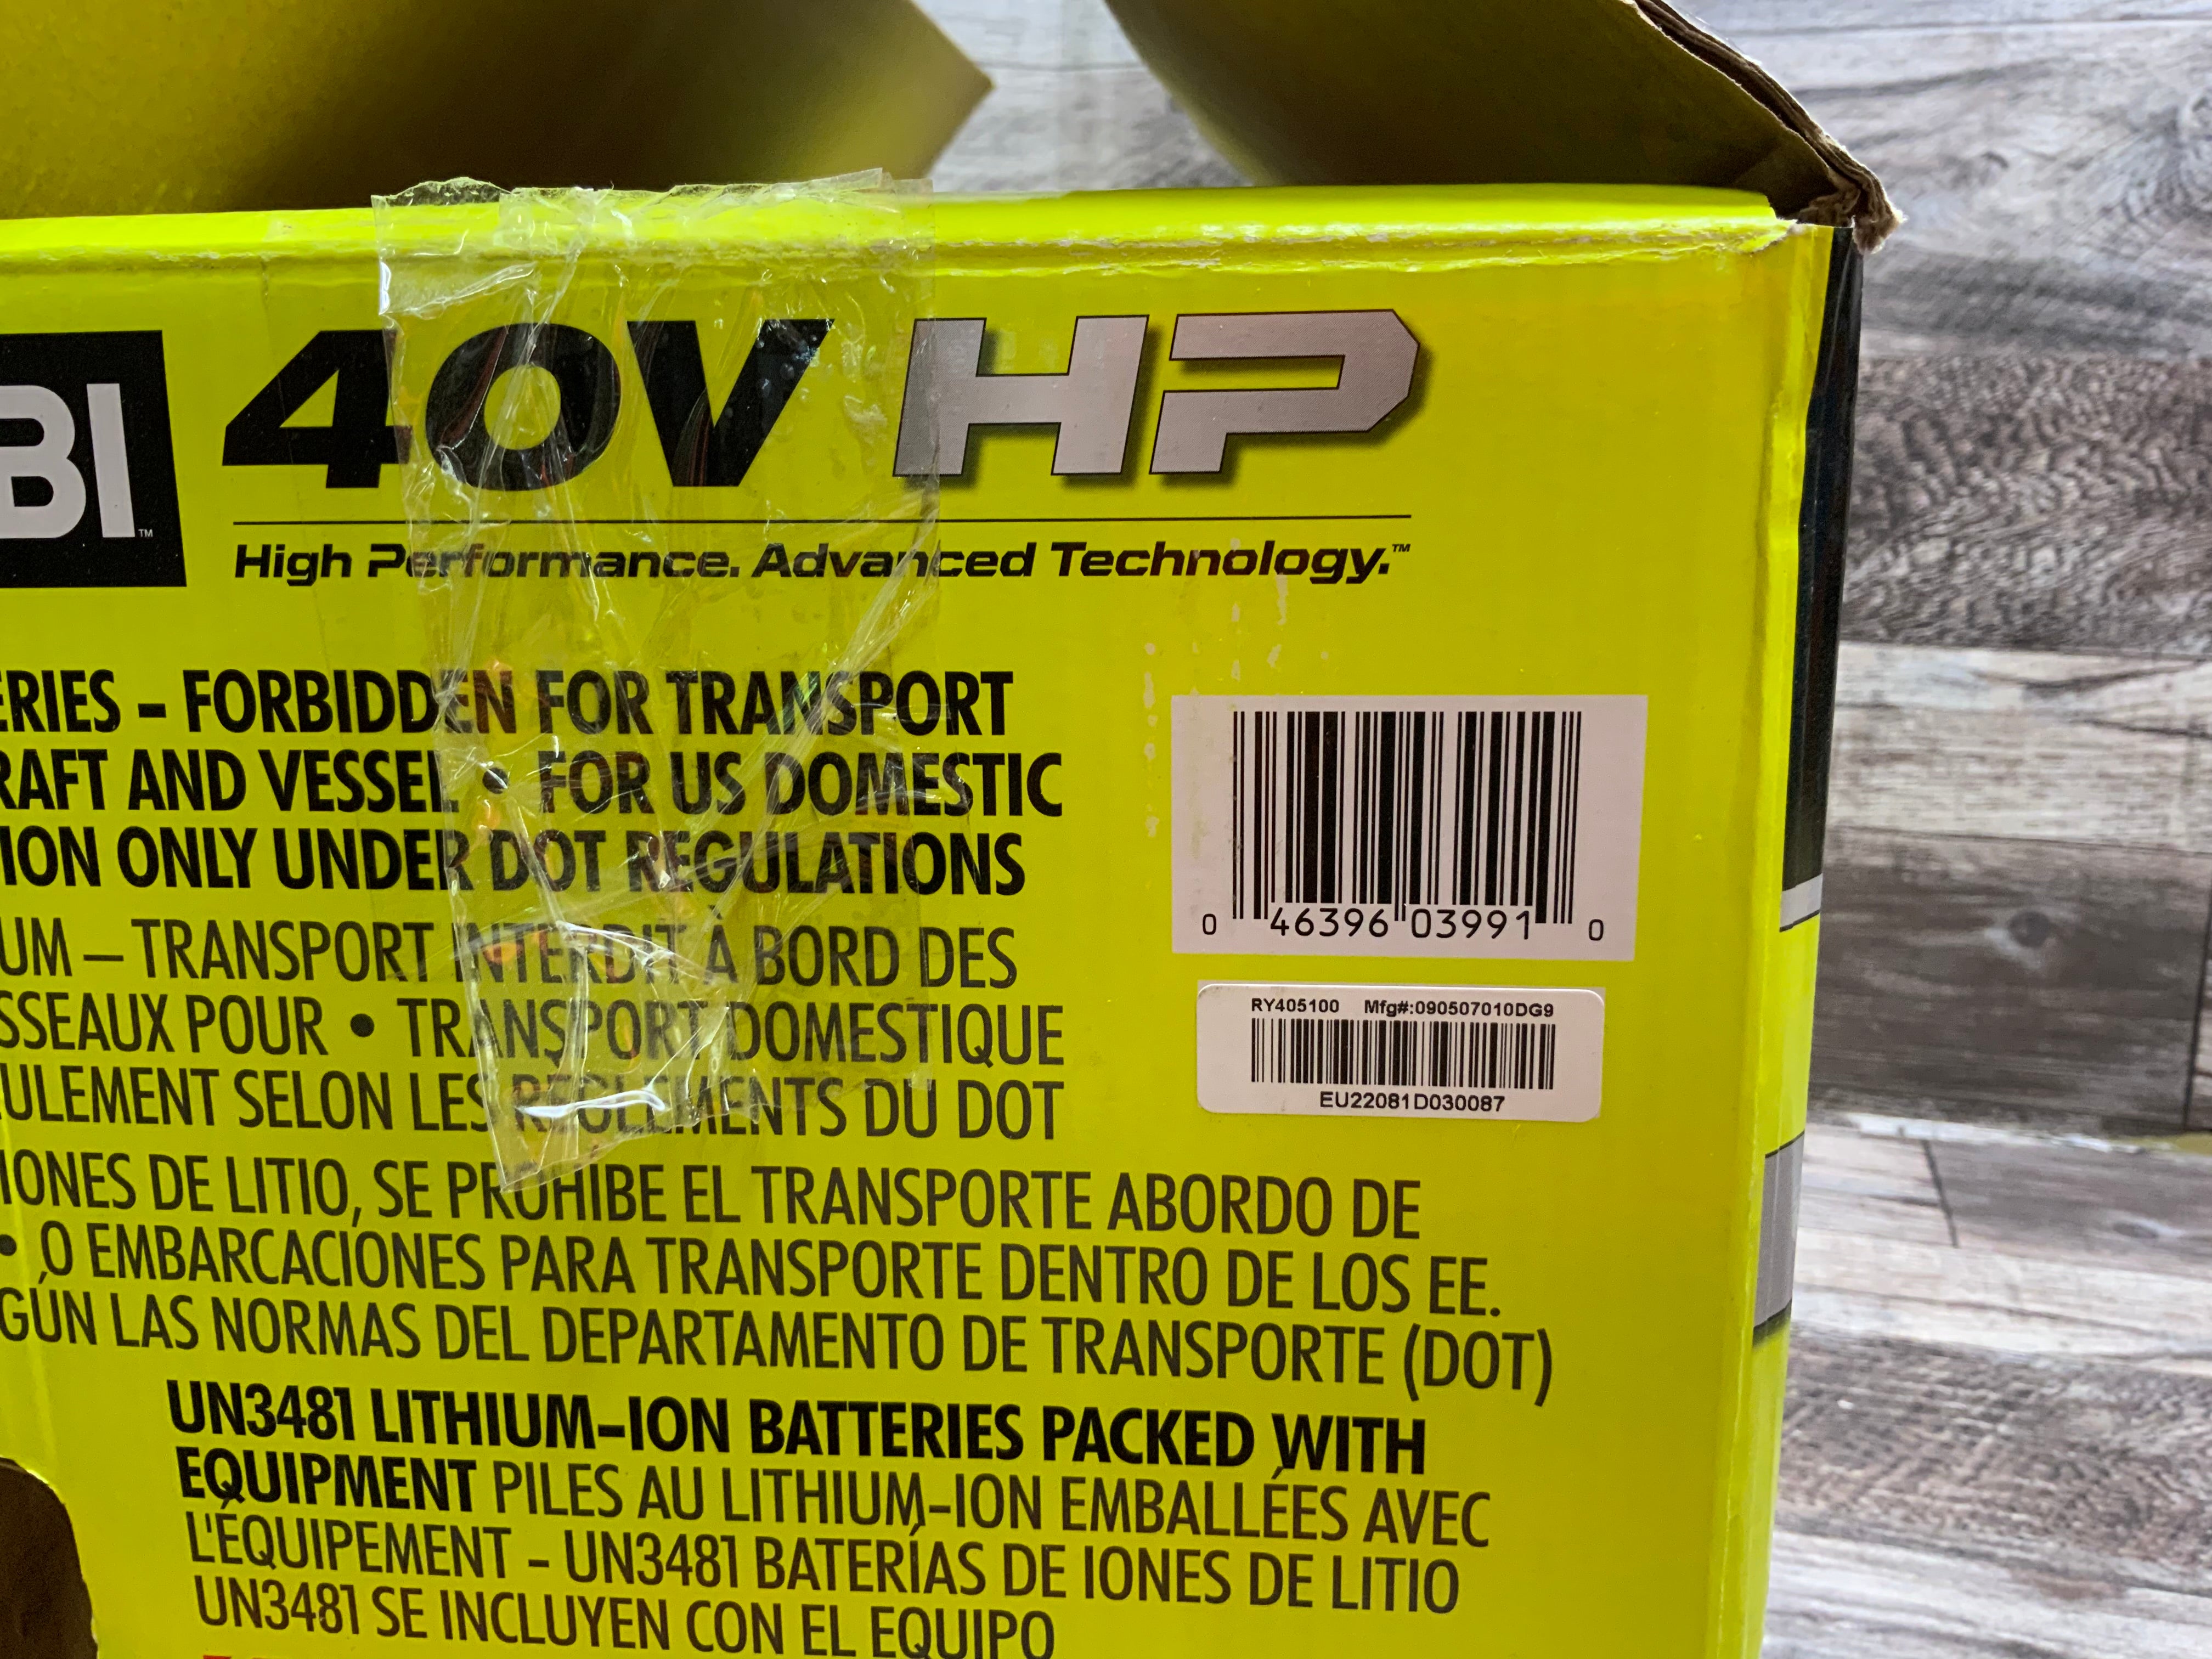 BI™
40V HP
High Performance. Advanced Technology.™
ERIES – FORBIDDEN FOR TRANSPORT
RAFT AND VESSEL • FOR US DOMESTIC
ION ONLY UNDER DOT REGULATIONS
UM – TRANSPORT INTERDIT À BORD DES
SSEAUX POUR • TRANSPORT DOMESTIQUE
EULEMENT SELON LES RÈGLEMENTS DU DOT
IONES DE LITIO, SE PROHIBE EL TRANSPORTE ABORDO DE
• O EMBARCACIONES PARA TRANSPORTE DENTRO DE LOS EE.
GÚN LAS NORMAS DEL DEPARTAMENTO DE TRANSPORTE (DOT)
UN3481 LITHIUM-ION BATTERIES PACKED WITH
EQUIPMENT PILES AU LITHIUM-ION EMBALLÉES AVEC
L'ÉQUIPEMENT – UN3481 BATERÍAS DE IONES DE LITIO
UN3481 SE INCLUYEN CON EL EQUIPO
0 46396 03991 0
RY405100 Mfg#:090507010DG9
EU22081D030087